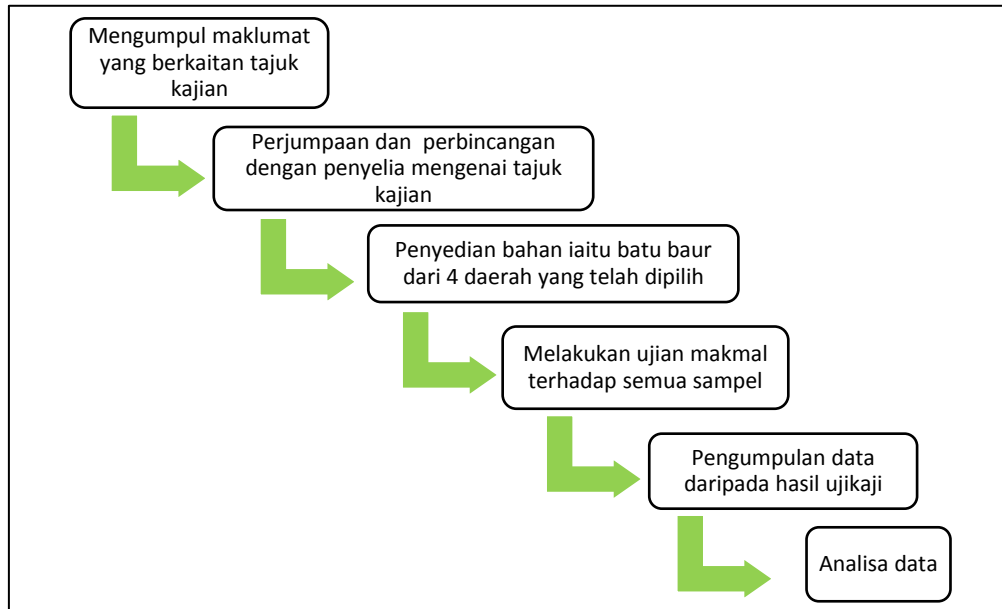 Mengumpul maklumat
yang berkaitan tajuk
kajian
Perjumpaan dan perbincangan
dengan penyelia mengenai tajuk
kajian
Penyedian bahan iaitu batu baur
dari 4 daerah yang telah dipilih
Melakukan ujian makmal
terhadap semua sampel
Pengumpulan data
daripada hasil ujikaji
Analisa data